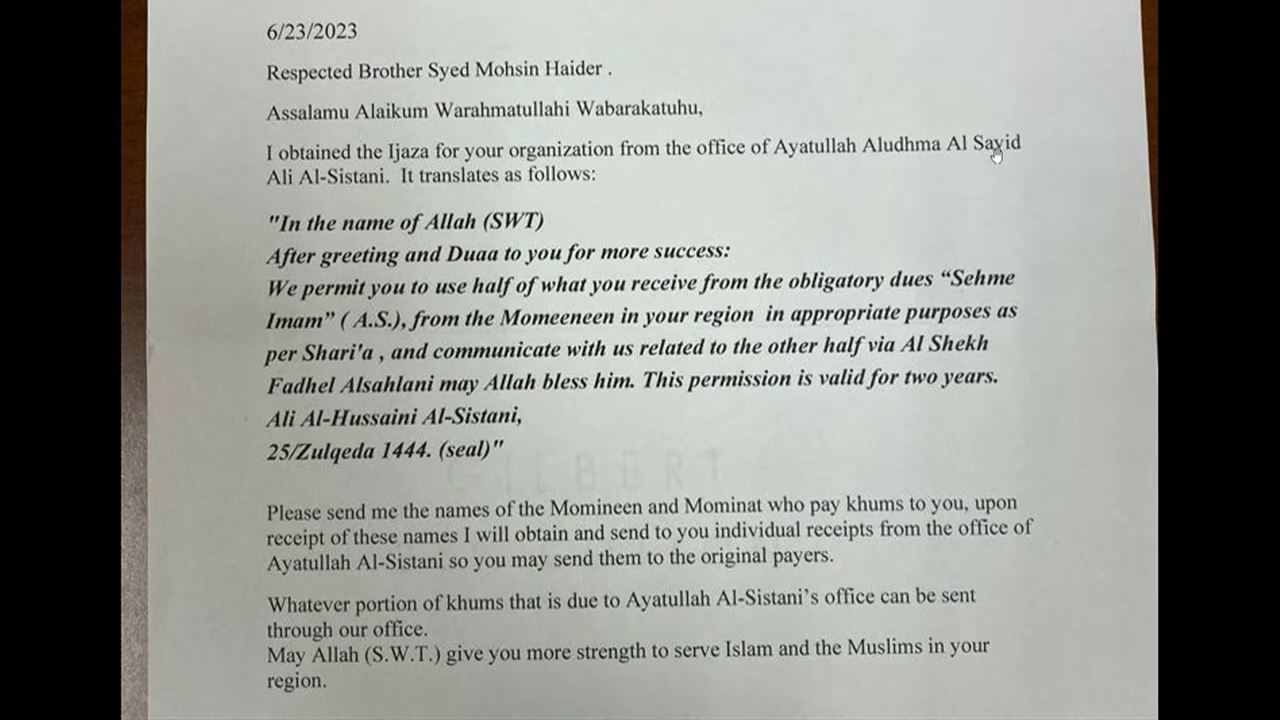 6/23/2023
Respected Brother Syed Mohsin Haider .
Assalamu Alaikum Warahmatullahi Wabarakatuhu,
I obtained the Ijaza for your organization from the office of Ayatullah Aludhma Al Sayid
Ali Al-Sistani. It translates as follows:
"In the name of Allah (SWT)
After greeting and Duaa to you for more success:
We permit you to use half of what you receive from the obligatory dues “Sehme
Imam” ( A.S.), from the Momeeneen in your region in appropriate purposes as
per Shari'a , and communicate with us related to the other half via Al Shekh
Fadhel Alsahlani may Allah bless him. This permission is valid for two years.
Ali Al-Hussaini Al-Sistani,
25/Zulqeda 1444. (seal)"
GILBERT
Please send me the names of the Momineen and Mominat who pay khums to you, upon
receipt of these names I will obtain and send to you individual receipts from the office of
Ayatullah Al-Sistani so you may send them to the original payers.
Whatever portion of khums that is due to Ayatullah Al-Sistani’s office can be sent
through our office.
May Allah (S.W.T.) give you more strength to serve Islam and the Muslims in your
region.